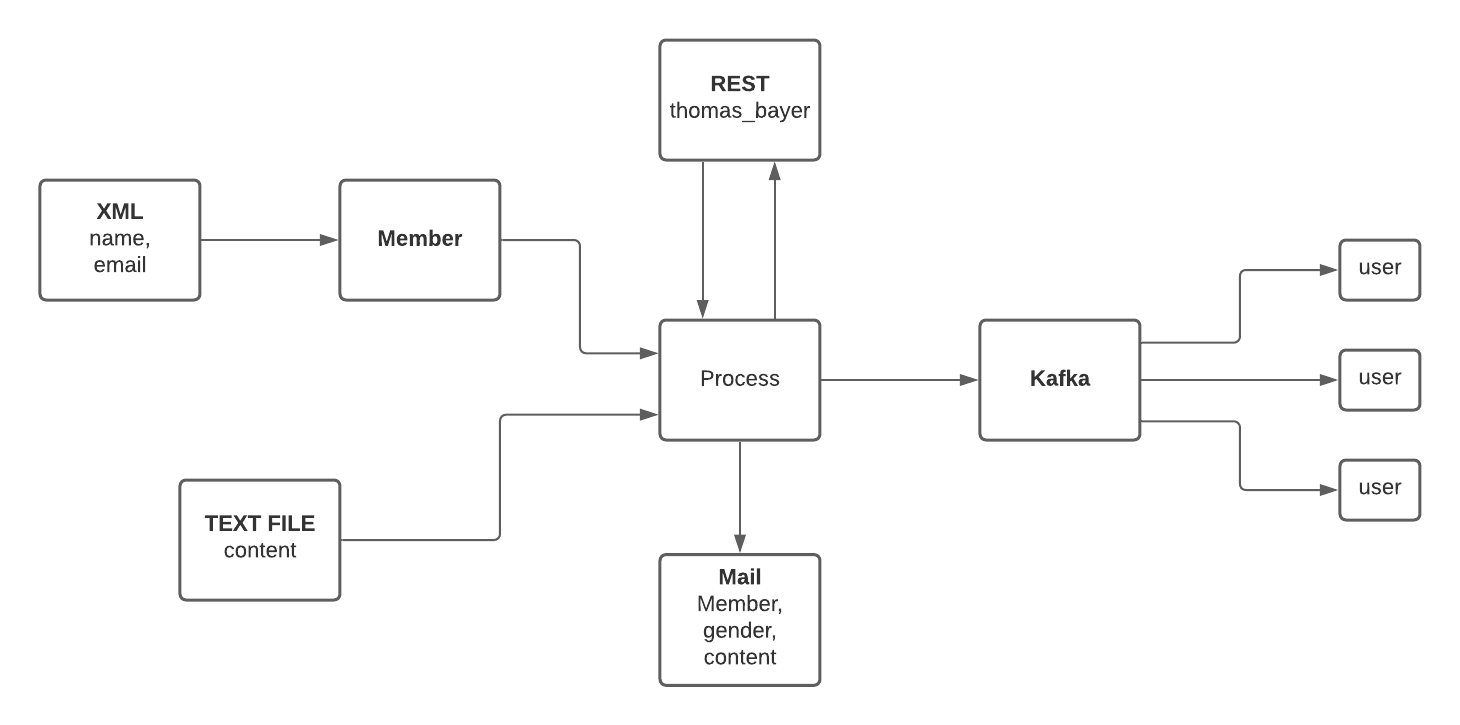 REST
thomas_bayer
XML
name,
email
Member
Process
Kafka
user
user
user
TEXT FILE
content
Mail
Member,
gender,
content